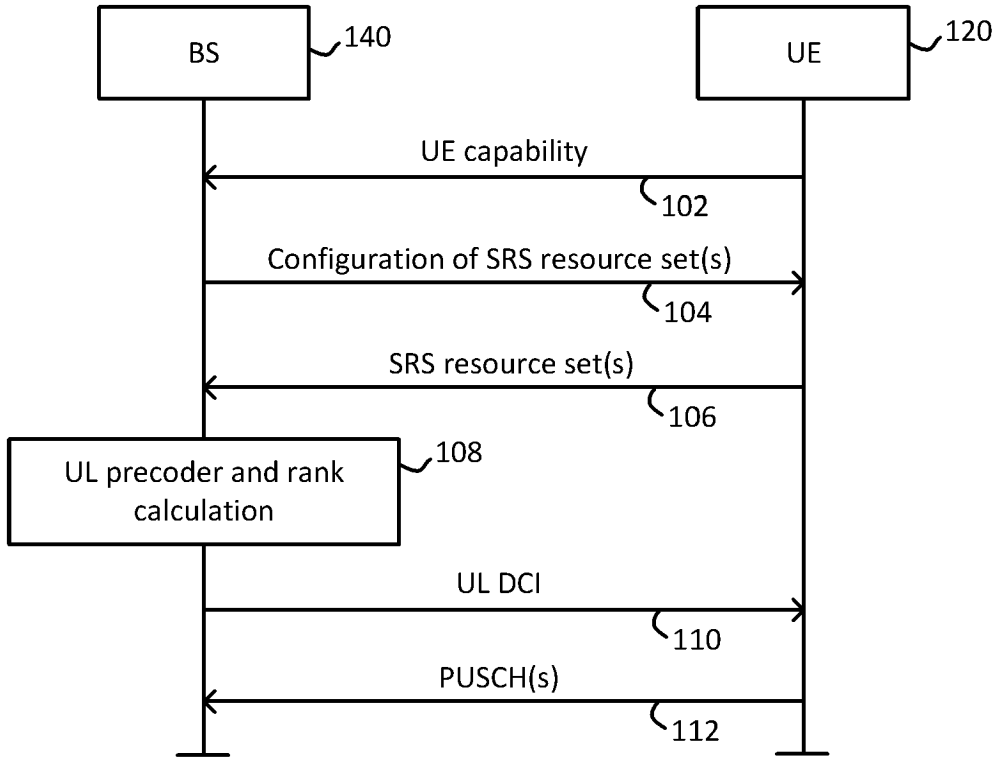 BS
140
UE
120
UE capability
102
Configuration of SRS resource set(s)
104
SRS resource set(s)
106
UL precoder and rank
calculation
108
UL DCI
110
PUSCH(s)
112